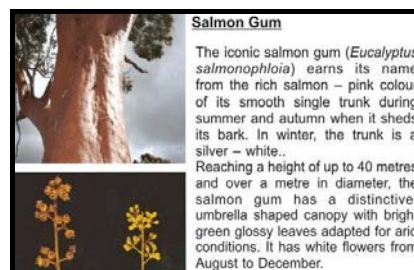 Salmon Gum
The iconic salmon gum (Eucalyptus
salmonophloia) earns its name
from the rich salmon – pink colour
of its smooth single trunk during
summer and autumn when it sheds
its bark. In winter, the trunk is a
silver – white..
Reaching a height of up to 40 metres
and over a metre in diameter, the
salmon gum has a distinctive,
umbrella shaped canopy with brigh
green glossy leaves adapted for arid
conditions. It has white flowers from
August to December.